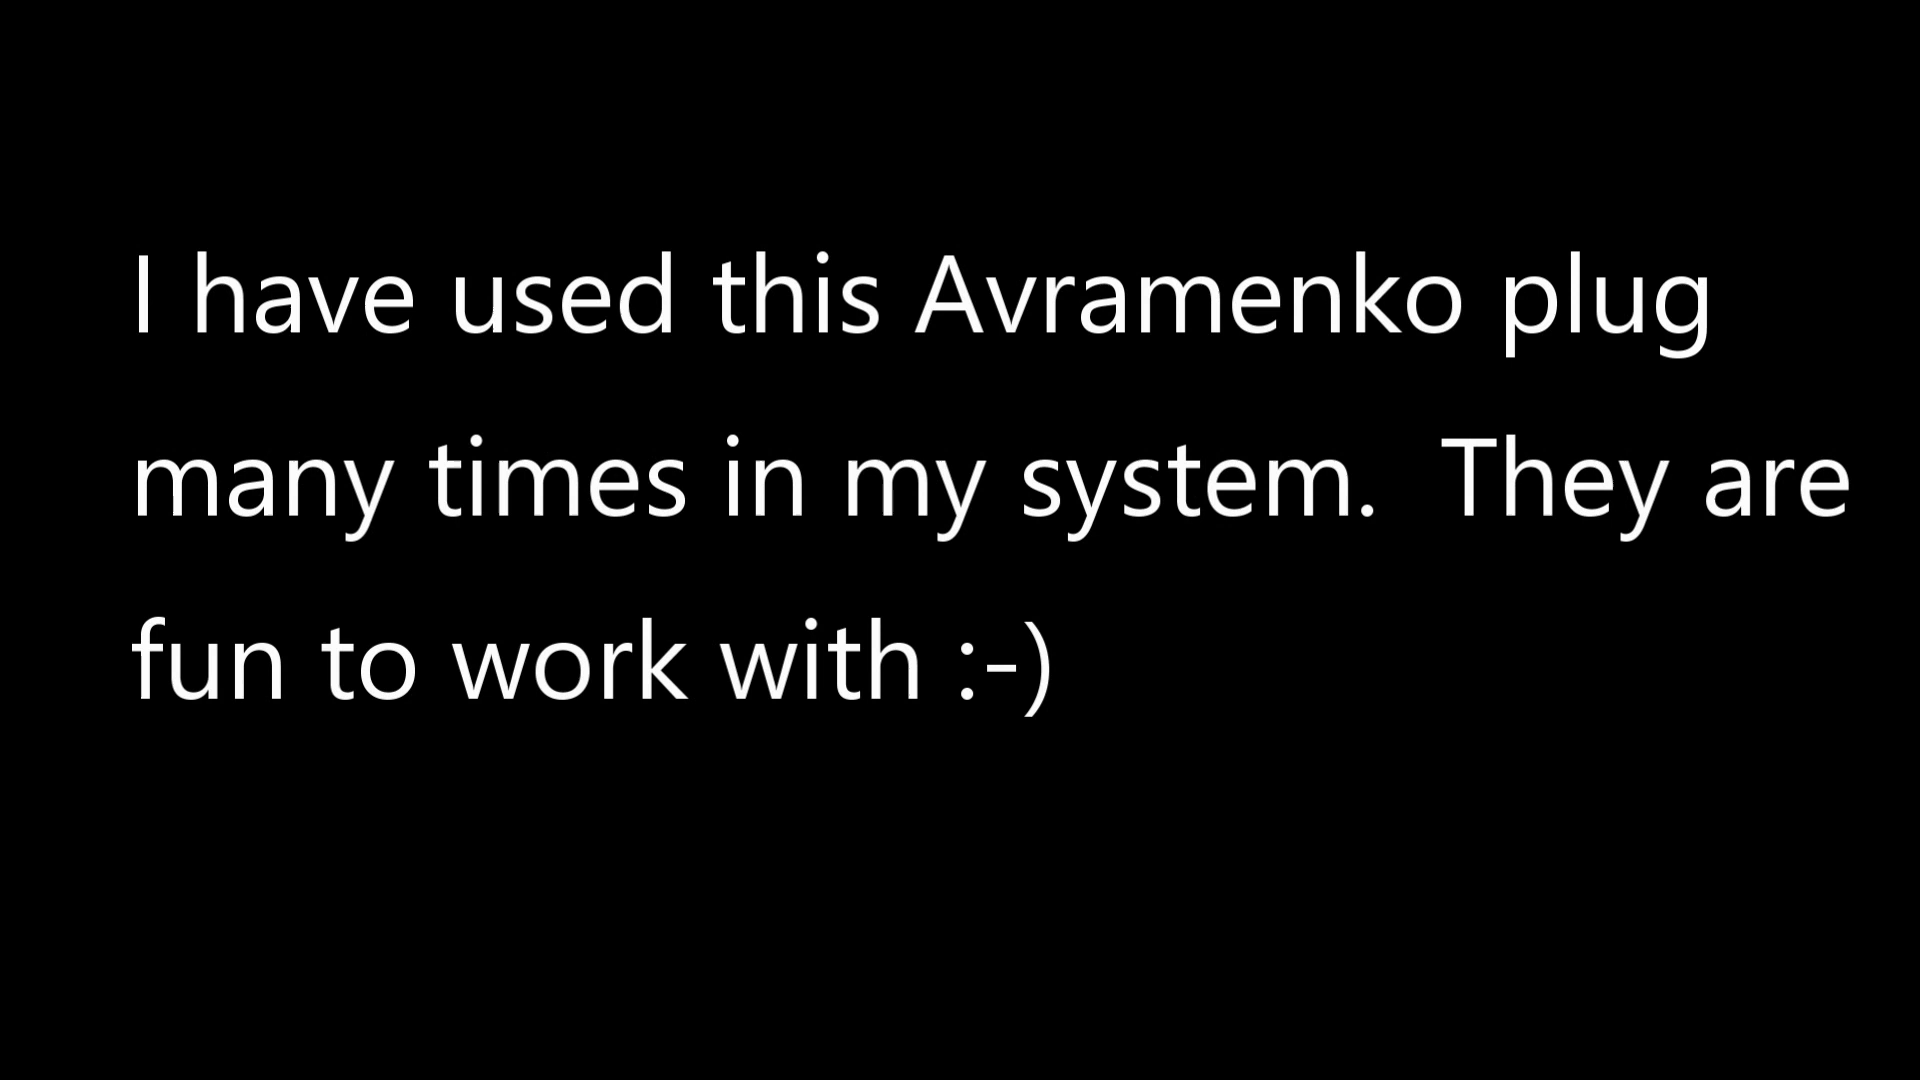 I have used this Avramenko plug
many times in my system.  They are
fun to work with :-)